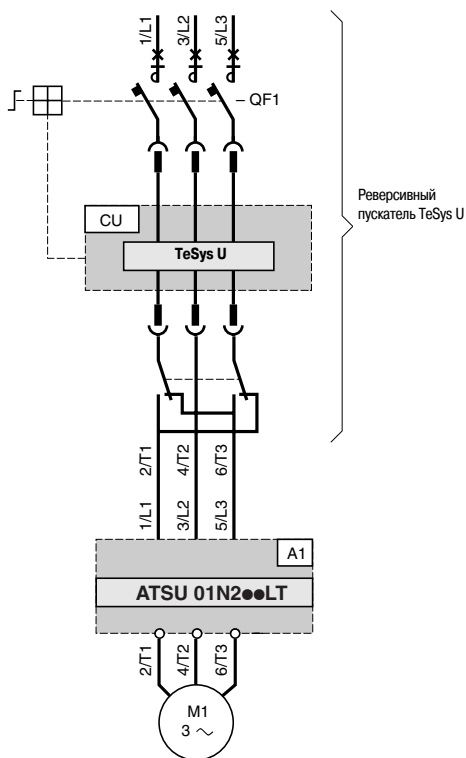 1/L1
3/L2
5/L3
QF1
CU
TeSys U
Реверсивный
пускатель TeSys U
2/T1
4/T2
6/T3
1/L1
3/L2
5/L3
A1
ATSU 01N2●●LT
2/T1
4/T2
6/T3
M1
3 ~